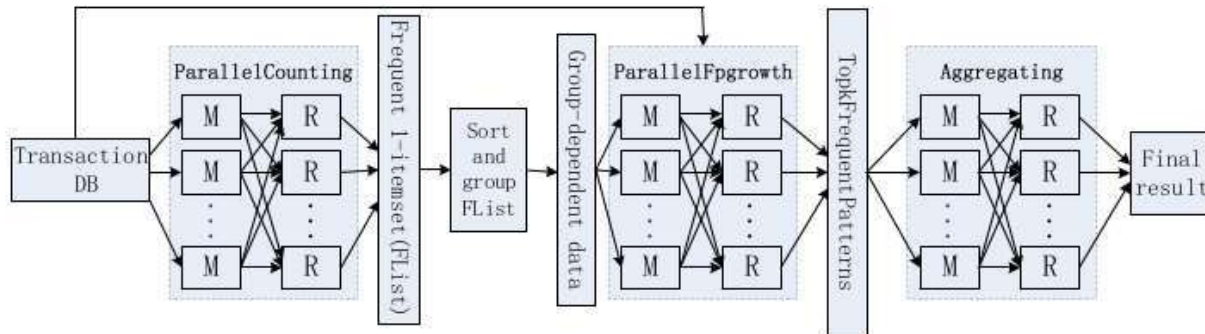 Transaction
DB
ParallelCounting
M
R
M
R
M
R
Frequent 1-itemset(FList)
Sort
and
group
FList
Group-dependent data
ParallelFpgrowth
M
R
M
R
M
R
TopkFrequentPatterns
Aggregating
M
R
M
R
M
R
Final
result